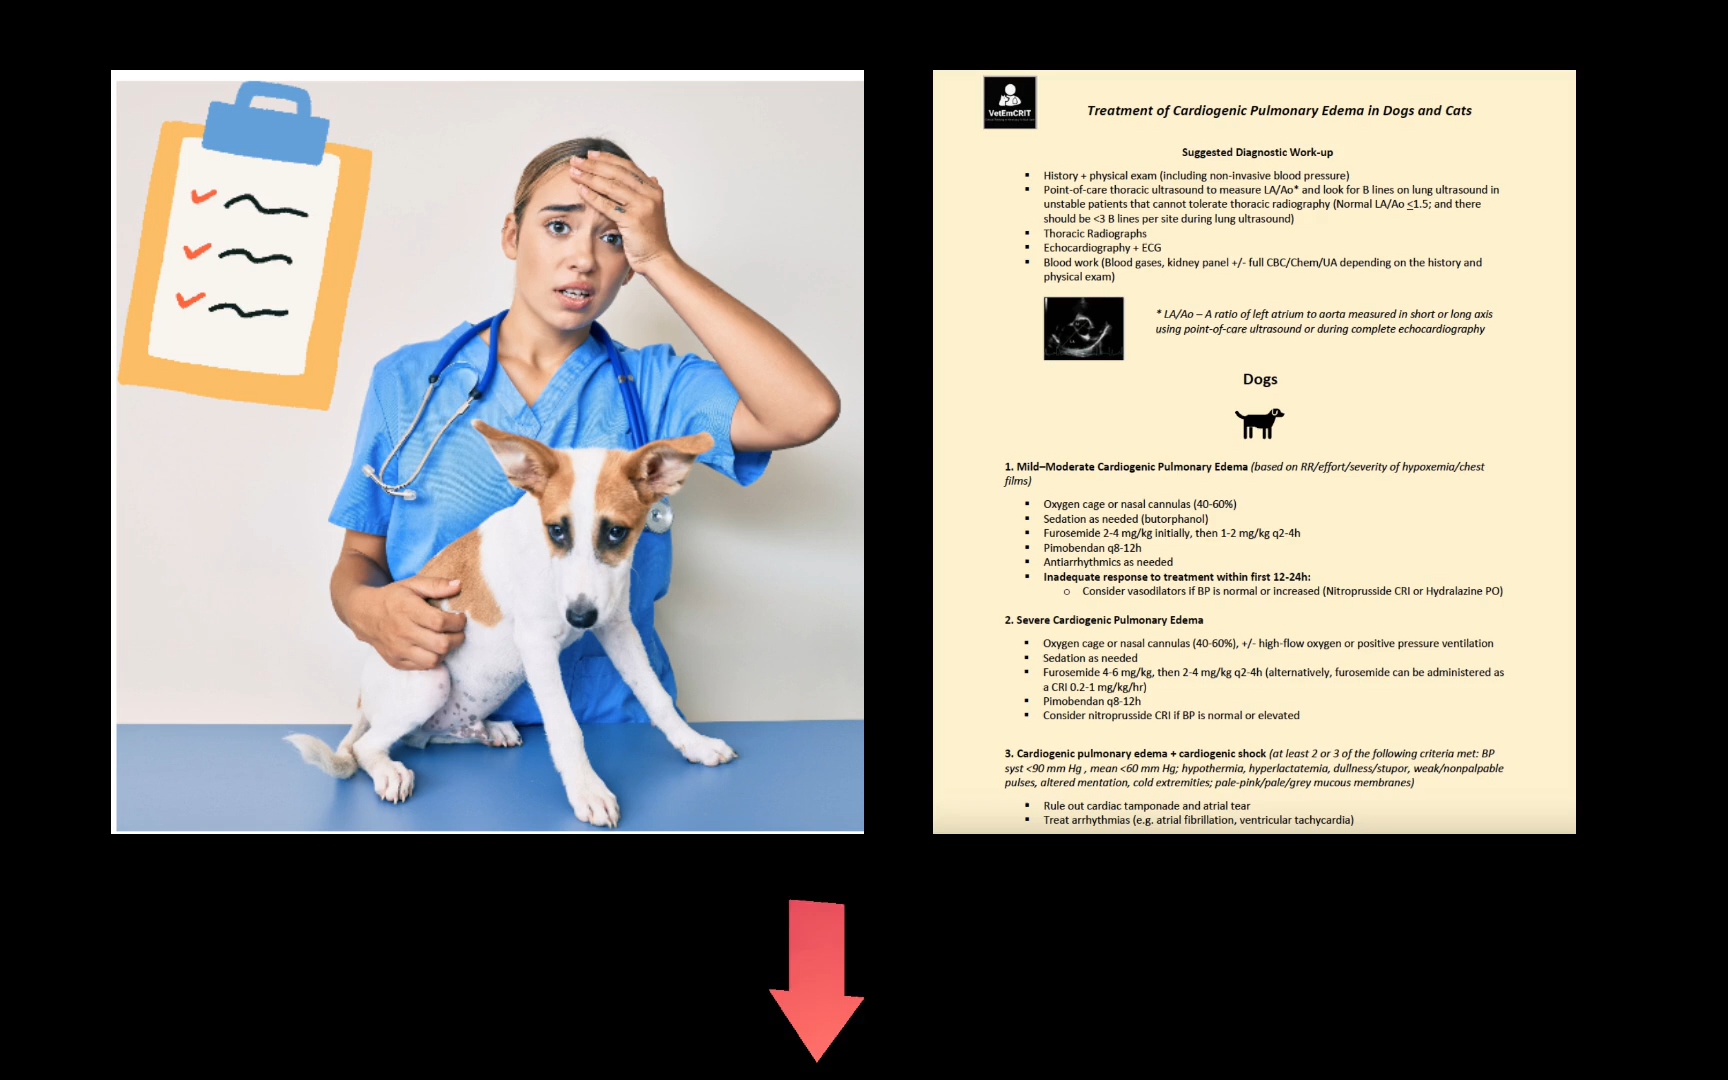 VetEmCRIT
Treatment of Cardiogenic Pulmonary Edema in Dogs and Cats
Suggested Diagnostic Work-up
▪ History + physical exam (including non-invasive blood pressure)
▪ Point-of-care thoracic ultrasound to measure LA/Ao* and look for B lines on lung ultrasound in
unstable patients that cannot tolerate thoracic radiography (Normal LA/Ao ≤1.5; and there
should be <3 B lines per site during lung ultrasound)
▪ Thoracic Radiographs
▪ Echocardiography + ECG
▪ Blood work (Blood gases, kidney panel +/- full CBC/Chem/UA depending on the history and
physical exam)
* LA/Ao – A ratio of left atrium to aorta measured in short or long axis
using point-of-care ultrasound or during complete echocardiography
Dogs
1. Mild–Moderate Cardiogenic Pulmonary Edema (based on RR/effort/severity of hypoxemia/chest
films)
▪ Oxygen cage or nasal cannulas (40-60%)
▪ Sedation as needed (butorphanol)
▪ Furosemide 2-4 mg/kg initially, then 1-2 mg/kg q2-4h
▪ Pimobendan q8-12h
▪ Antiarrhythmics as needed
▪ Inadequate response to treatment within first 12-24h:
o Consider vasodilators if BP is normal or increased (Nitroprusside CRI or Hydralazine PO)
2. Severe Cardiogenic Pulmonary Edema
▪ Oxygen cage or nasal cannulas (40-60%), +/- high-flow oxygen or positive pressure ventilation
▪ Sedation as needed
▪ Furosemide 4-6 mg/kg, then 2-4 mg/kg q2-4h (alternatively, furosemide can be administered as
a CRI 0.2-1 mg/kg/hr)
▪ Pimobendan q8-12h
▪ Consider nitroprusside CRI if BP is normal or elevated
3. Cardiogenic pulmonary edema + cardiogenic shock (at least 2 or 3 of the following criteria met: BP
syst <90 mm Hg , mean <60 mm Hg; hypothermia, hyperlactatemia, dullness/stupor, weak/nonpalpable
pulses, altered mentation, cold extremities; pale-pink/pale/grey mucous membranes)
▪ Rule out cardiac tamponade and atrial tear
▪ Treat arrhythmias (e.g. atrial fibrillation, ventricular tachycardia)